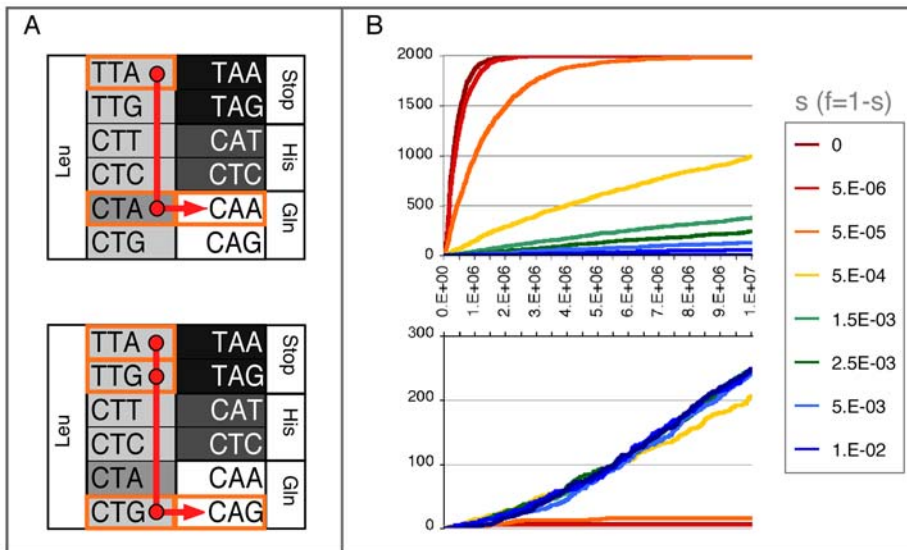 A
Leu
TTA TAA
TTG TAG
CTT CAT
CTC CTC
CTA CAA
CTG CAG
Stop
His
Gln
Leu
TTA TAA
TTG TAG
CTT CAT
CTC CTC
CTA CAA
CTG CAG
Stop
His
Gln
B
2000
1500
1000
500
0
0.E+00
1.E+06
2.E+06
3.E+06
4.E+06
5.E+06
6.E+06
7.E+06
8.E+06
9.E+06
1.E+07
300
200
100
0
s (f=1-s)
0
5.E-06
5.E-05
5.E-04
1.5E-03
2.5E-03
5.E-03
1.E-02